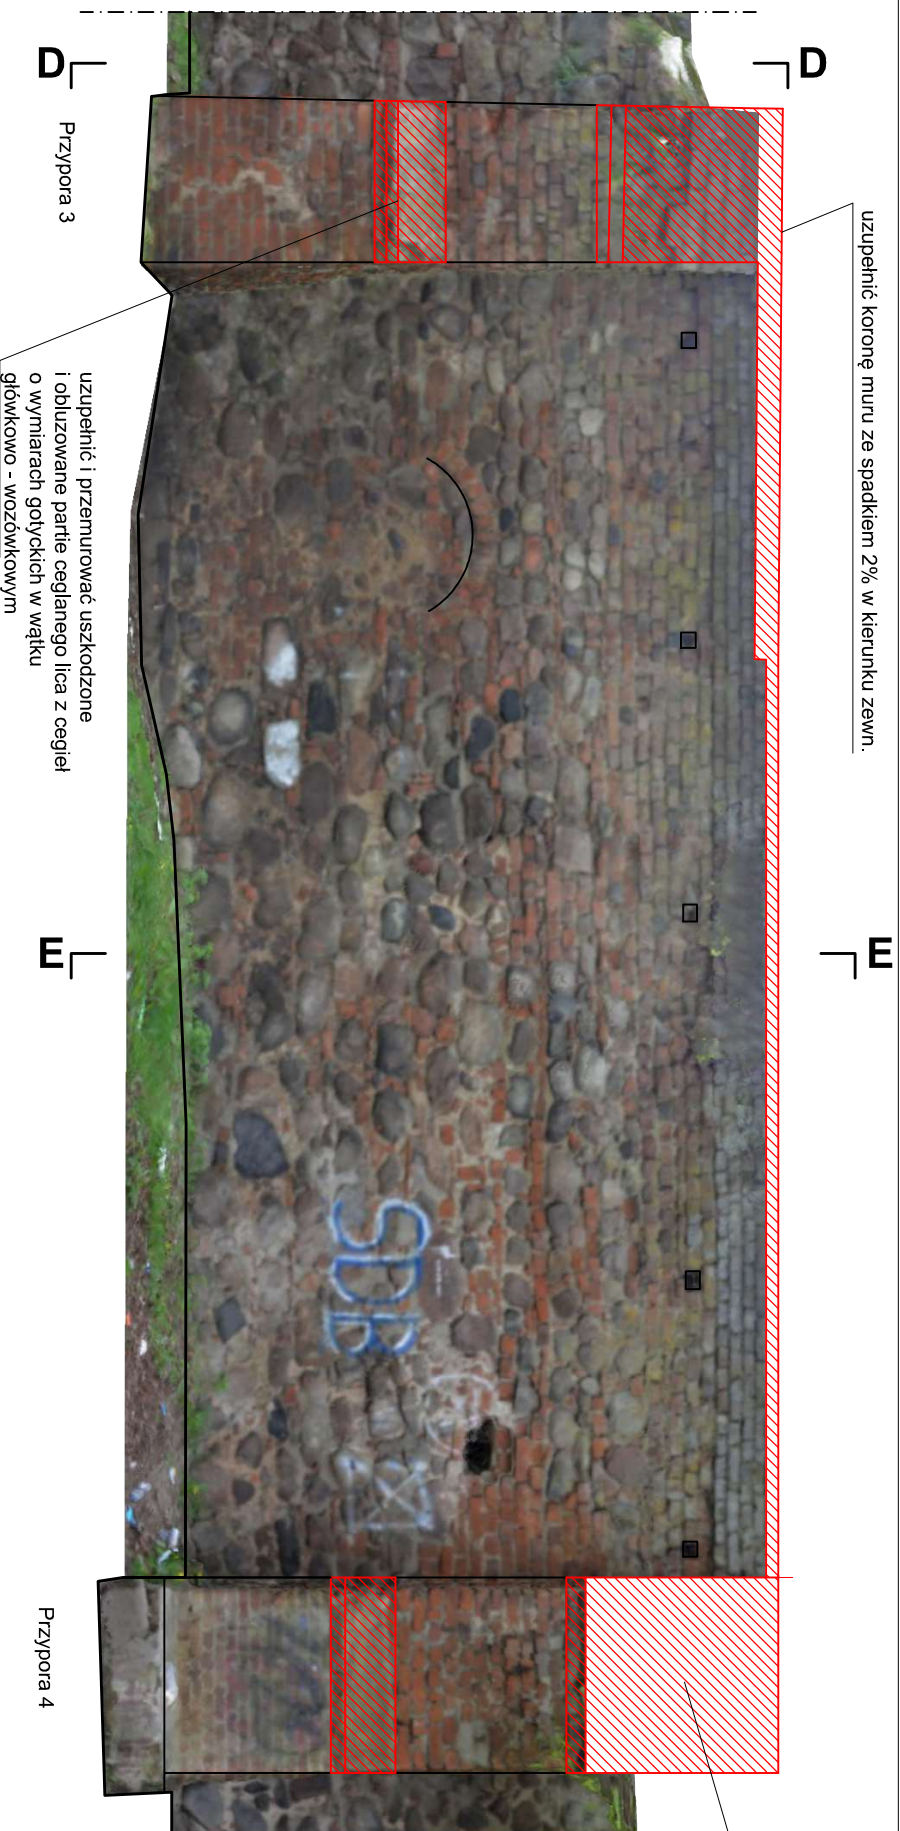 uzupełnić koronę muru ze spadkiem 2% w kierunku zewn.
D
D
Przypora 3
uzupełnić i przemurować uszkodzone
i obluzowane partie ceglanego lica z cegieł
o wymiarach gotyckich w wątku
główkowo - wozówkowym
E
E
SDB
Przypora 4